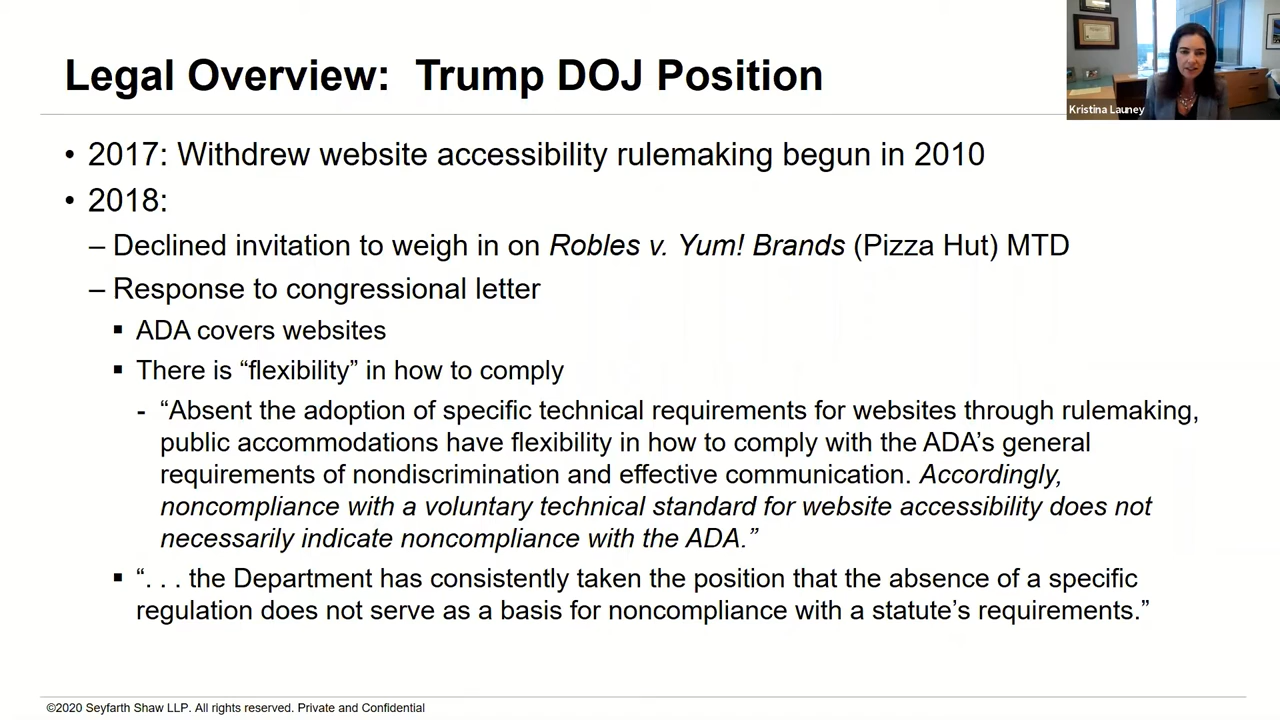 Legal Overview:  Trump DOJ Position
Kristina Launey
• 2017: Withdrew website accessibility rulemaking begun in 2010
• 2018:
– Declined invitation to weigh in on Robles v. Yum! Brands (Pizza Hut) MTD
– Response to congressional letter
▪ ADA covers websites
▪ There is “flexibility” in how to comply
- “Absent the adoption of specific technical requirements for websites through rulemaking,
public accommodations have flexibility in how to comply with the ADA’s general
requirements of nondiscrimination and effective communication. Accordingly,
noncompliance with a voluntary technical standard for website accessibility does not
necessarily indicate noncompliance with the ADA.”
▪ “. . . the Department has consistently taken the position that the absence of a specific
regulation does not serve as a basis for noncompliance with a statute’s requirements.”
©2020 Seyfarth Shaw LLP. All rights reserved. Private and Confidential